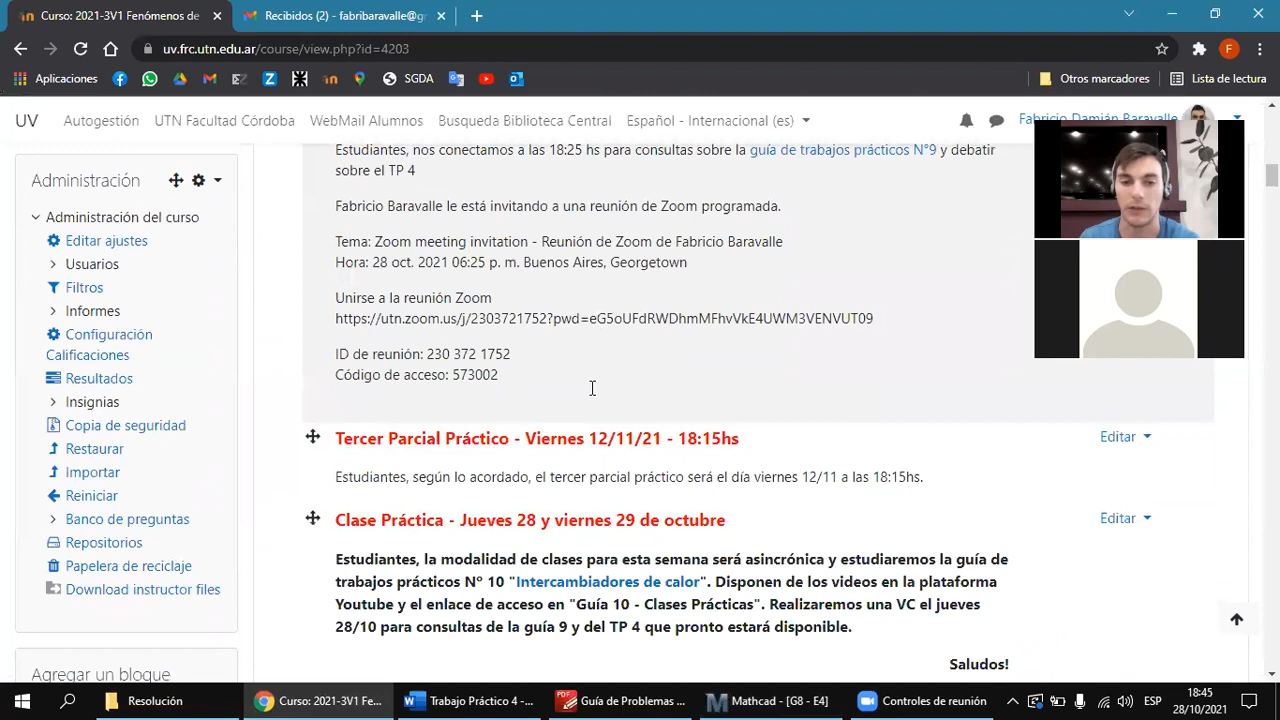 Curso: 2021-3V1 Fenómenos de
Recibidos (2) - fabribaravalle@g
uv.frc.utn.edu.ar/course/view.php?id=4203
Aplicaciones
SGDA
Otros marcadores
Lista de lectura
UV
Autogestión
UTN Facultad Córdoba
WebMail Alumnos
Busqueda Biblioteca Central
Español - Internacional (es)
Fabricio Damián Baravalle
Administración
Administración del curso
Editar ajustes
Usuarios
Filtros
Informes
Configuración
Calificaciones
Resultados
Insignias
Copia de seguridad
Restaurar
Importar
Reiniciar
Banco de preguntas
Repositorios
Papelera de reciclaje
Download instructor files
Agregar un bloque
Estudiantes, nos conectamos a las 18:25 hs para consultas sobre la guía de trabajos prácticos N°9 y debatir
sobre el TP 4
Fabricio Baravalle le está invitando a una reunión de Zoom programada.
Tema: Zoom meeting invitation - Reunión de Zoom de Fabricio Baravalle
Hora: 28 oct. 2021 06:25 p. m. Buenos Aires, Georgetown
Unirse a la reunión Zoom
https://utn.zoom.us/j/2303721752?pwd=eG5oUFdRWDhmMFhvVkE4UWM3VENVUT09
ID de reunión: 230 372 1752
Código de acceso: 573002
Tercer Parcial Práctico - Viernes 12/11/21 - 18:15hs
Editar
Estudiantes, según lo acordado, el tercer parcial práctico será el día viernes 12/11 a las 18:15hs.
Clase Práctica - Jueves 28 y viernes 29 de octubre
Editar
Estudiantes, la modalidad de clases para esta semana será asincrónica y estudiaremos la guía de
trabajos prácticos Nº 10 "Intercambiadores de calor". Disponen de los videos en la plataforma
Youtube y el enlace de acceso en "Guía 10 - Clases Prácticas". Realizaremos una VC el jueves
28/10 para consultas de la guía 9 y del TP 4 que pronto estará disponible.
Saludos!
Resolución
Curso: 2021-3V1 Fe...
Trabajo Práctico 4 -...
Guía de Problemas ...
Mathcad - [G8 - E4]
Controles de reunión
ESP
18:45
28/10/2021